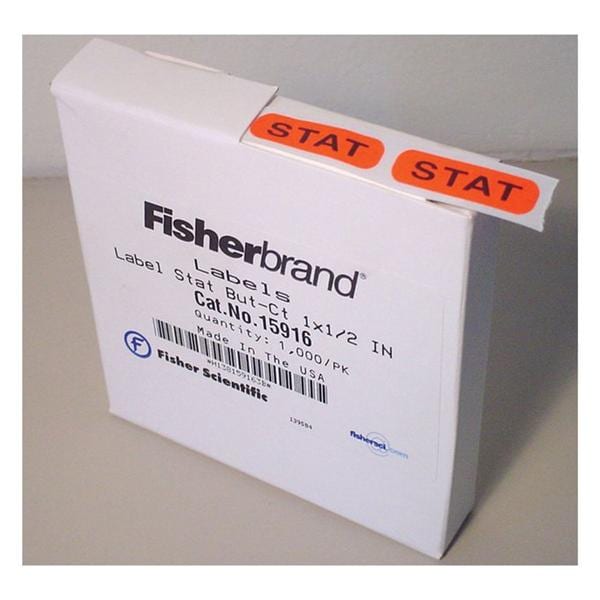 STAT STAT
Fisherbrand®
Labels
Label Stat But-Ct 1x1/2 IN
Cat.No.15916
Quantity: 1,000/PK
Made In The USA
F
Fisher Scientific
139584
fishersci.com